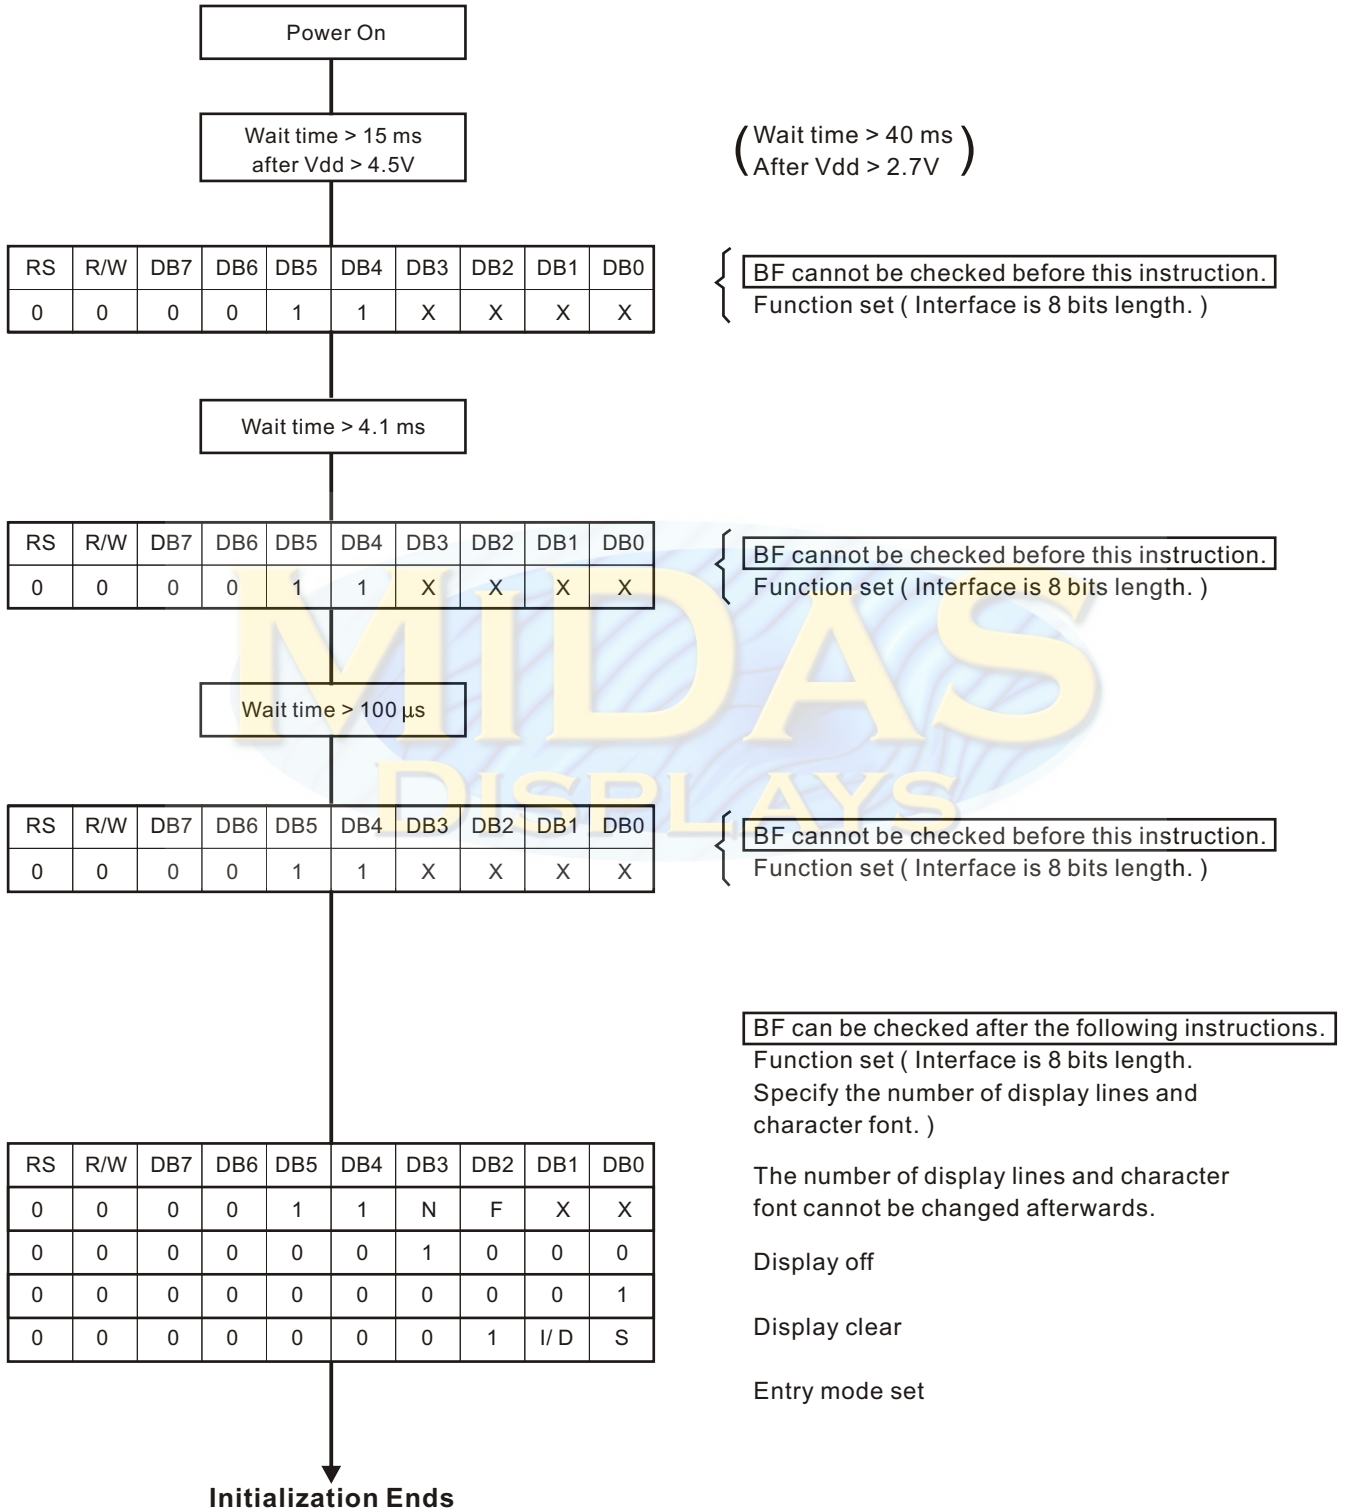 Power On
Wait time > 15 ms
after Vdd > 4.5V
(Wait time > 40 ms
After Vdd > 2.7V)
RS R/W DB7 DB6 DB5 DB4 DB3 DB2 DB1 DB0
0 0 0 0 1 1 X X X X
BF cannot be checked before this instruction.
Function set ( Interface is 8 bits length. )
Wait time > 4.1 ms
RS R/W DB7 DB6 DB5 DB4 DB3 DB2 DB1 DB0
0 0 0 0 1 1 X X X X
BF cannot be checked before this instruction.
Function set ( Interface is 8 bits length. )
MIDAS
DISPLAYS
Wait time > 100 µs
RS R/W DB7 DB6 DB5 DB4 DB3 DB2 DB1 DB0
0 0 0 0 1 1 X X X X
BF cannot be checked before this instruction.
Function set ( Interface is 8 bits length. )
BF can be checked after the following instructions.
Function set ( Interface is 8 bits length.
Specify the number of display lines and
character font. )
The number of display lines and character
font cannot be changed afterwards.
Display off
Display clear
Entry mode set
RS R/W DB7 DB6 DB5 DB4 DB3 DB2 DB1 DB0
0 0 0 0 1 1 N F X X
0 0 0 0 0 0 1 0 0 0
0 0 0 0 0 0 0 0 0 1
0 0 0 0 0 0 0 1 I/ D S
Initialization Ends